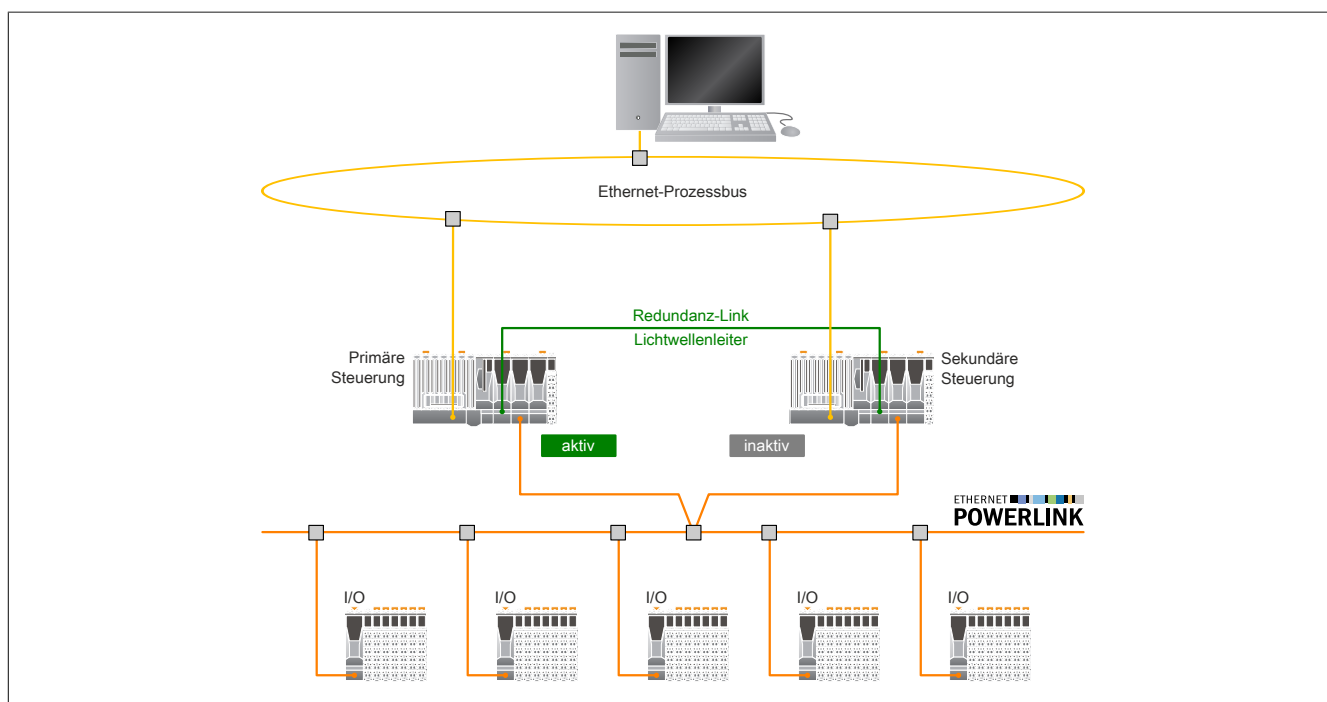 Ethernet-Prozessbus
Redundanz-Link
Lichtwellenleiter
Primäre
Steuerung
Sekundäre
Steuerung
aktiv
inaktiv
ETHERNET
POWERLINK
I/O
I/O
I/O
I/O
I/O